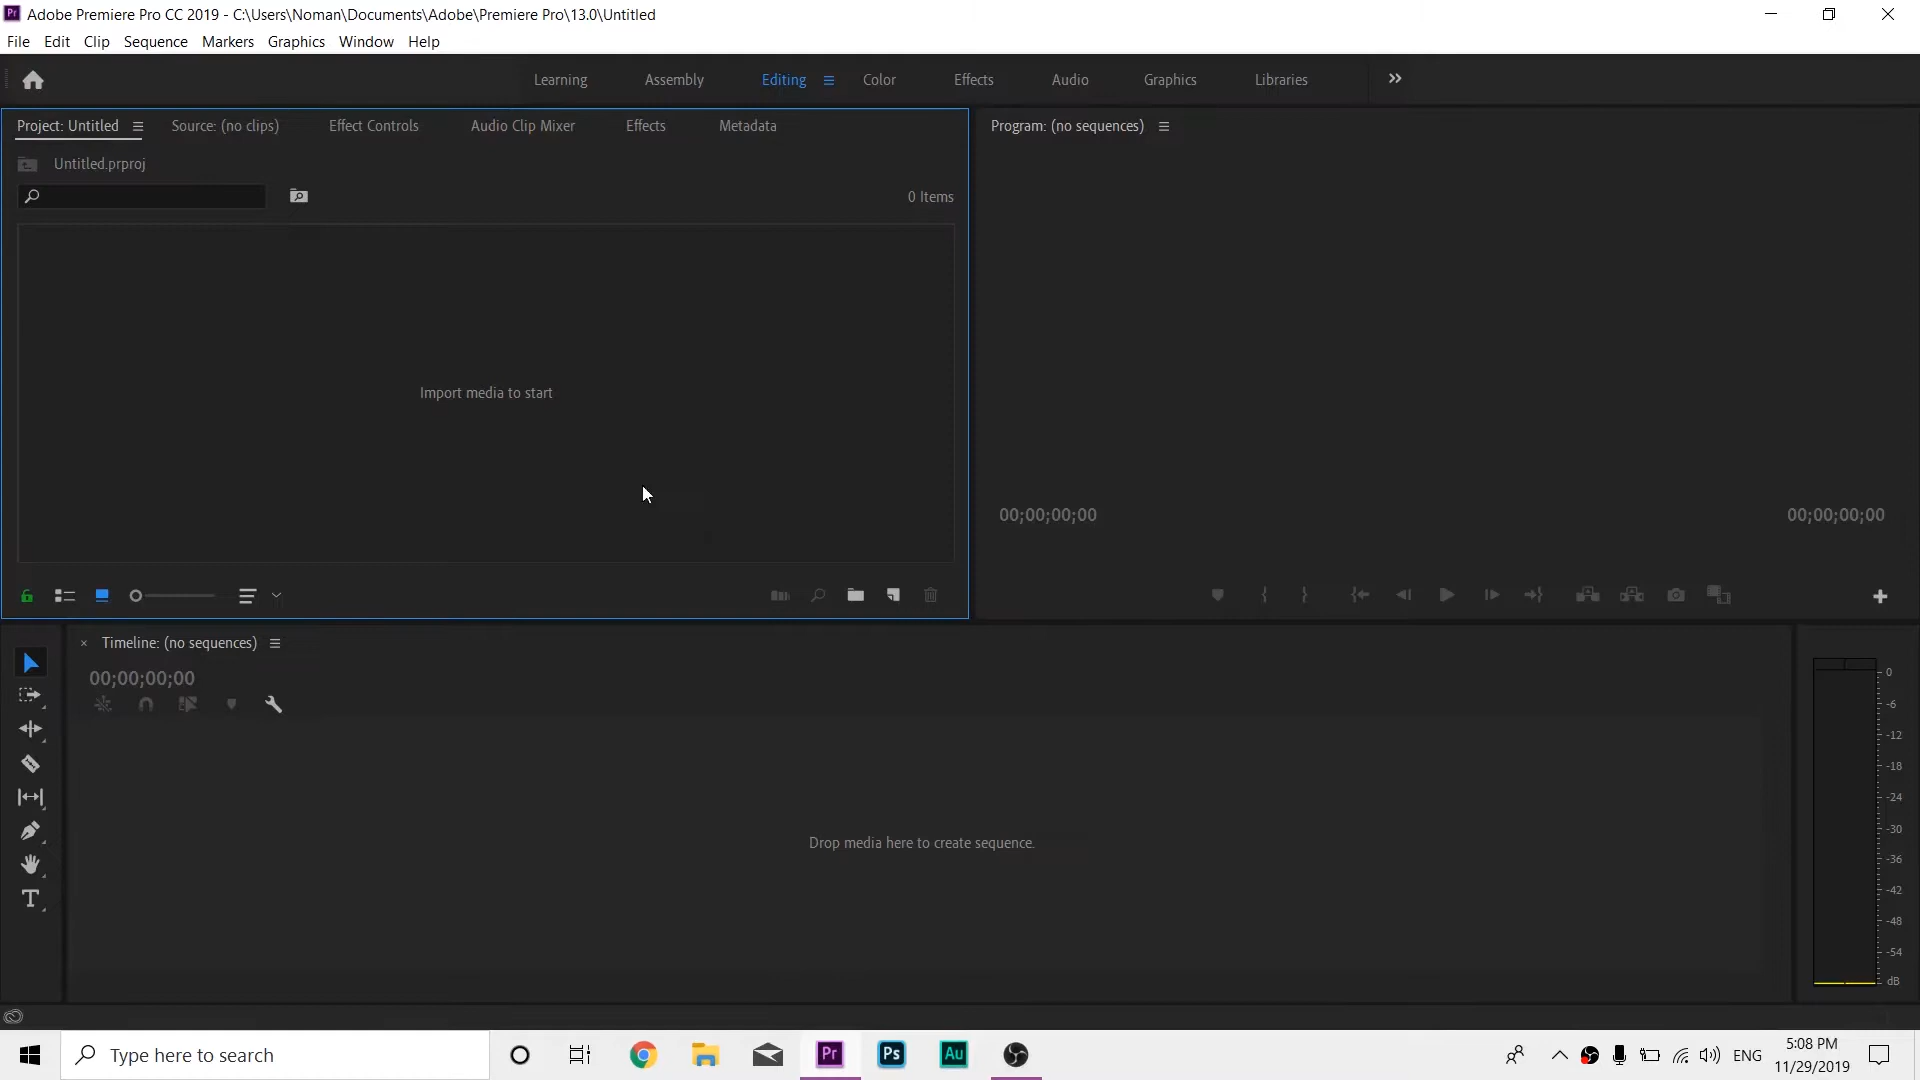 Adobe Premiere Pro CC 2019 - C:\Users\Noman\Documents\Adobe\Premiere Pro\13.0\Untitled
File Edit Clip Sequence Markers Graphics Window Help
Learning Assembly Editing Color Effects Audio Graphics Libraries
Project: Untitled Source: (no clips) Effect Controls Audio Clip Mixer Effects Metadata
Program: (no sequences)
Untitled.prproj
0 Items
Import media to start
00;00;00;00 00;00;00;00
Timeline: (no sequences)
00;00;00;00
Drop media here to create sequence.
0
-6
-12
-18
-24
-30
-36
-42
-48
-54
dB
Type here to search
Pr Ps Au
ENG
5:08 PM
11/29/2019